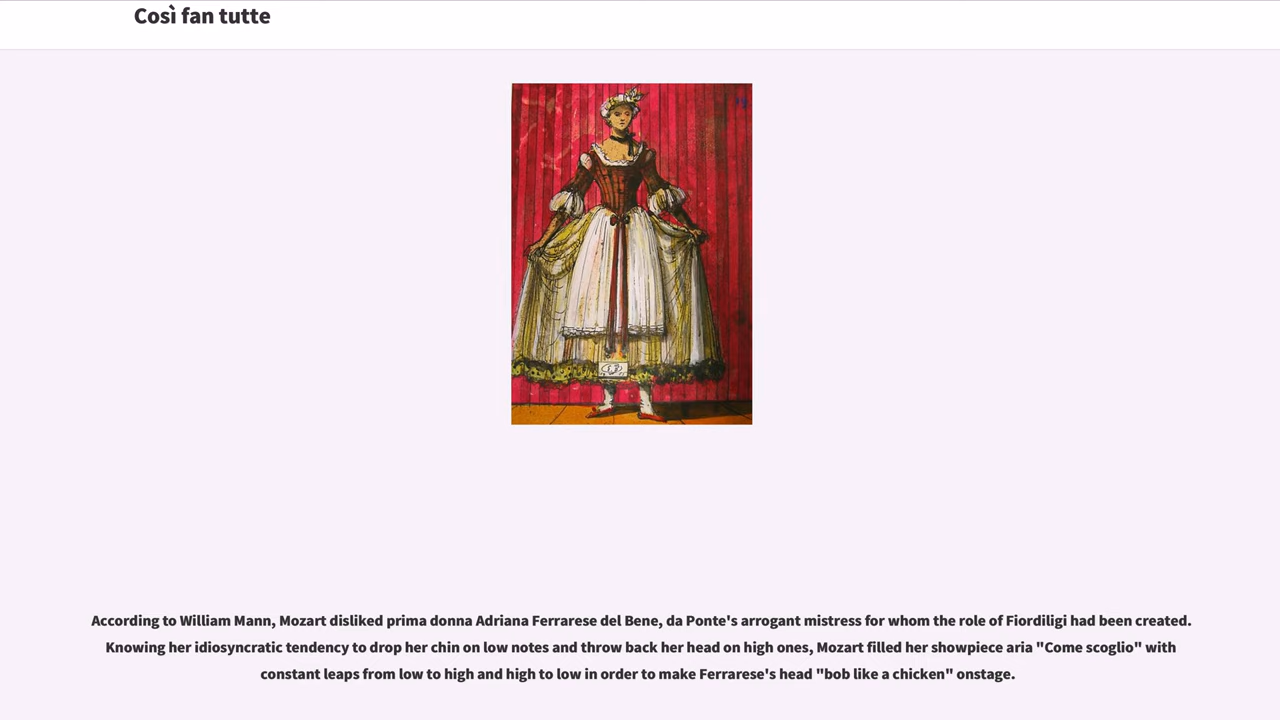 Così fan tutte
According to William Mann, Mozart disliked prima donna Adriana Ferrarese del Bene, da Ponte's arrogant mistress for whom the role of Fiordiligi had been created.
Knowing her idiosyncratic tendency to drop her chin on low notes and throw back her head on high ones, Mozart filled her showpiece aria "Come scoglio" with
constant leaps from low to high and high to low in order to make Ferrarese's head "bob like a chicken" onstage.